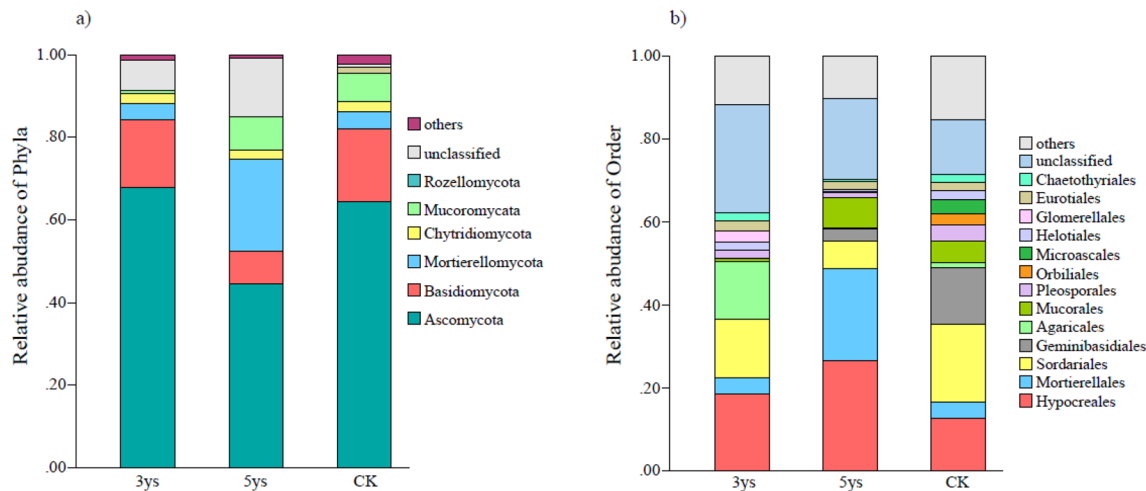 a)
Relative abudance of Phyla
1.00
.80
.60
.40
.20
.00
3ys
5ys
CK
others
unclassified
Rozellomycota
Mucoromycata
Chytridiomycota
Mortierellomycota
Basidiomycota
Ascomycota
b)
Relative abudance of Order
1.00
.80
.60
.40
.20
.00
3ys
5ys
CK
others
unclassified
Chaetothyriales
Eurotiales
Glomerellales
Helotiales
Microascales
Orbiliales
Pleosporales
Mucorales
Agaricales
Geminibasidiales
Sordariales
Mortierellales
Hypocreales